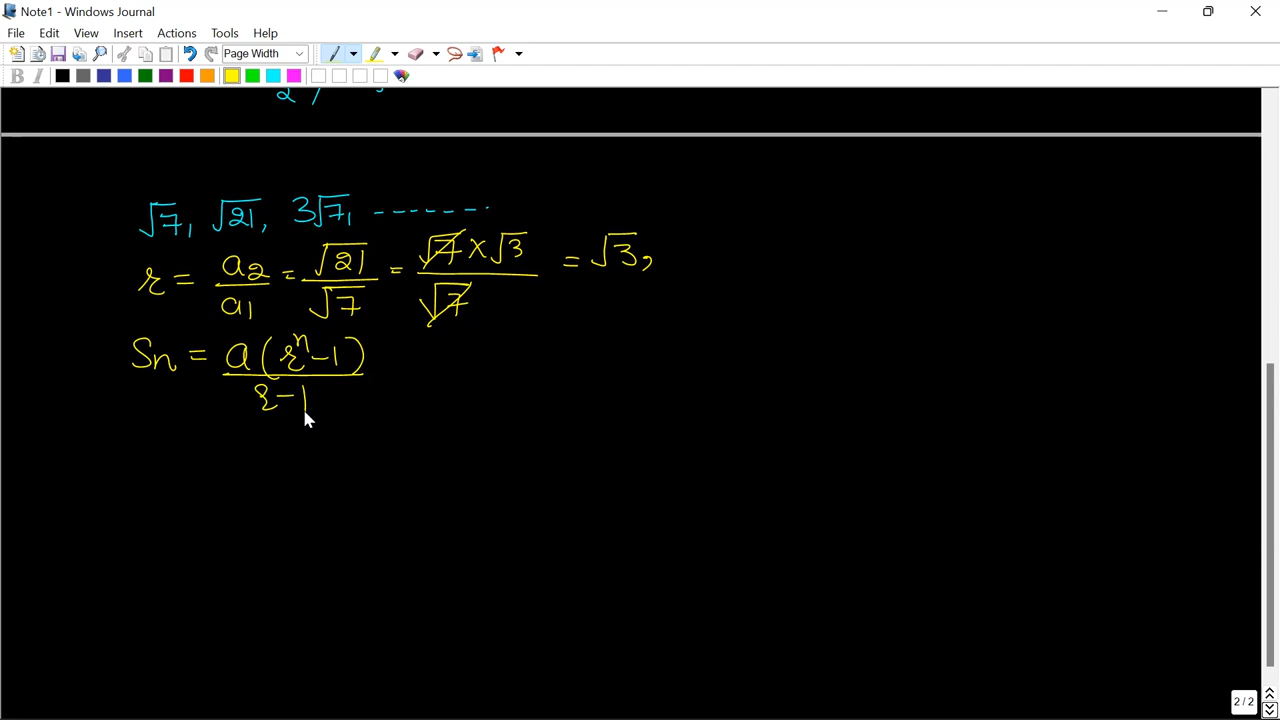 Note1 - Windows Journal
File Edit View Insert Actions Tools Help
Page Width
B I
√7, √21, 3√7, -------
r = a2/a1 = √21/√7 = √7 × √3/√7 = √3,
Sn = a(r^n - 1)/r - 1
2/2